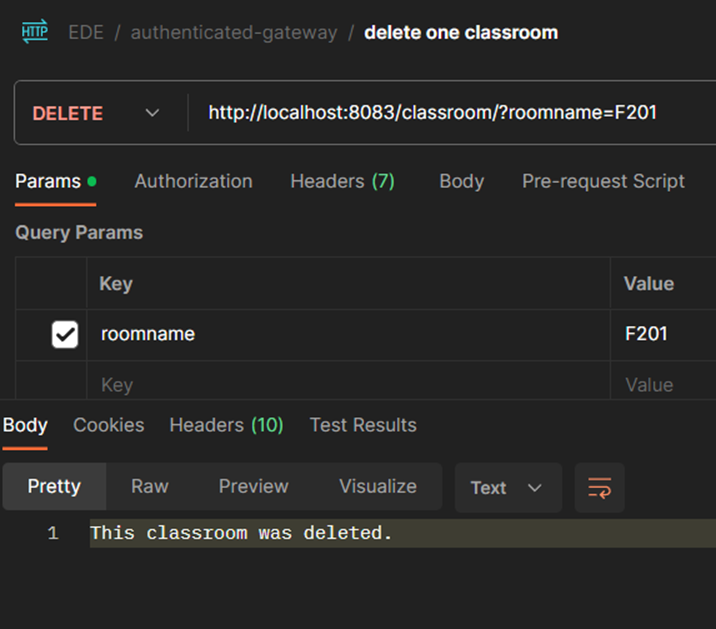 HTTP EDE / authenticated-gateway / delete one classroom
DELETE http://localhost:8083/classroom/?roomname=F201
Params Authorization Headers (7) Body Pre-request Script
Query Params
Key Value
roomname F201
Key Value
Body Cookies Headers (10) Test Results
Pretty Raw Preview Visualize Text
1 This classroom was deleted.